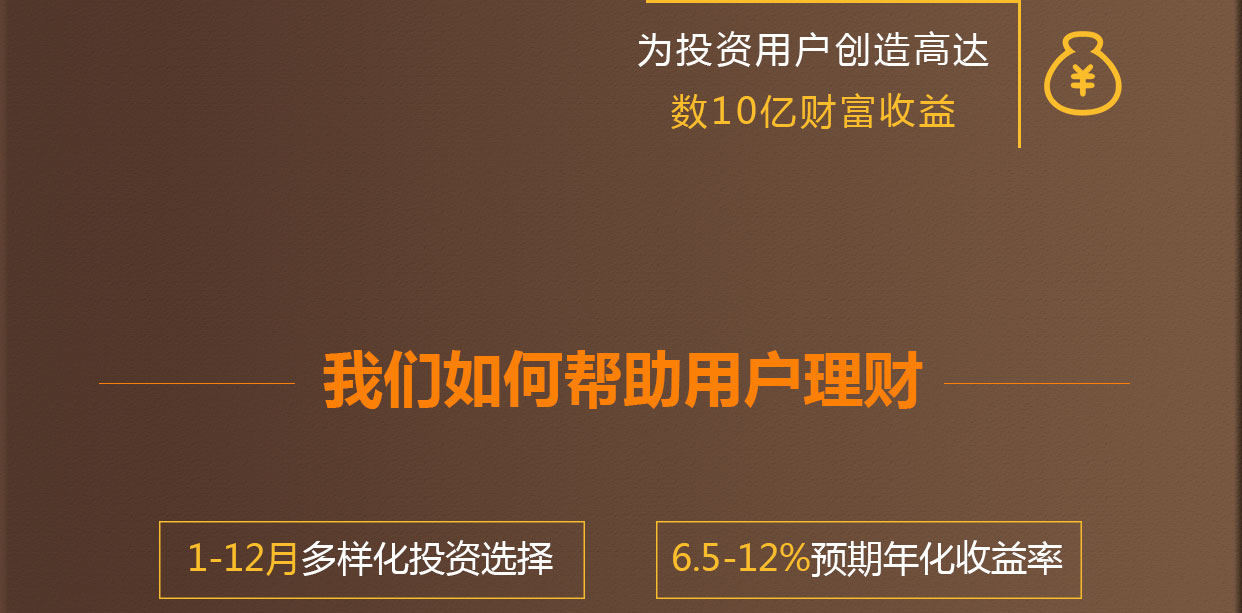 为投资用户创造高达
数10亿财富收益
¥
我们如何帮助用户理财
1-12月多样化投资选择
6.5-12%预期年化收益率